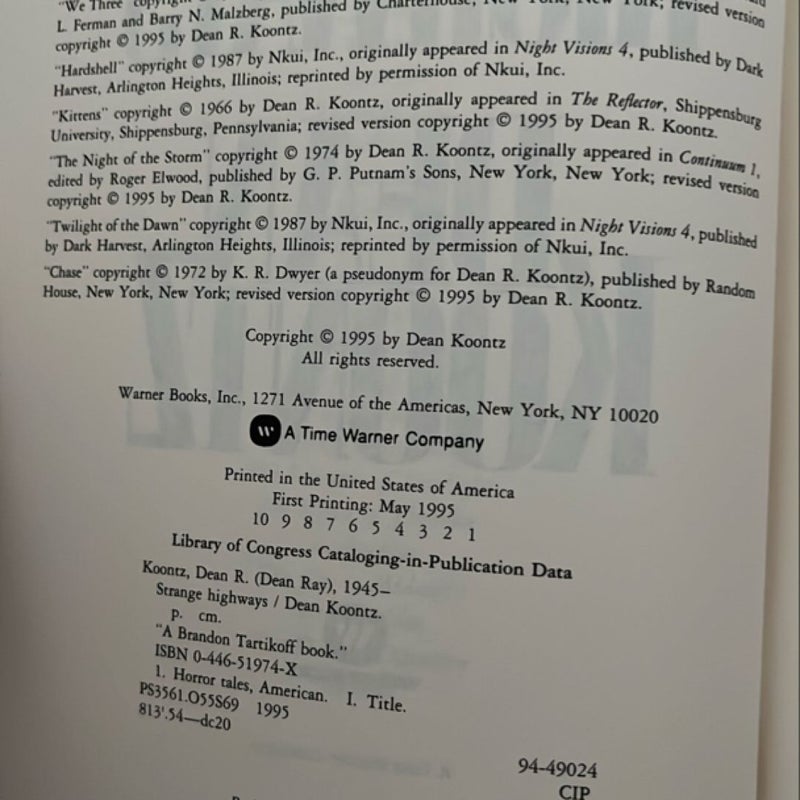 "We Three" copyright
L. Ferman and Barry N. Malzberg, published by Charterhouse, New York, New York; revised version
copyright © 1995 by Dean R. Koontz.
"Hardshell" copyright © 1987 by Nkui, Inc., originally appeared in Night Visions 4, published by Dark
Harvest, Arlington Heights, Illinois; reprinted by permission of Nkui, Inc.
"Kittens" copyright © 1966 by Dean R. Koontz, originally appeared in The Reflector, Shippensburg
University, Shippensburg, Pennsylvania; revised version copyright © 1995 by Dean R. Koontz.
"The Night of the Storm" copyright © 1974 by Dean R. Koontz, originally appeared in Continuum 1,
edited by Roger Elwood, published by G. P. Putnam's Sons, New York, New York; revised version
copyright © 1995 by Dean R. Koontz.
"Twilight of the Dawn" copyright © 1987 by Nkui, Inc., originally appeared in Night Visions 4, published
by Dark Harvest, Arlington Heights, Illinois; reprinted by permission of Nkui, Inc.
"Chase" copyright © 1972 by K. R. Dwyer (a pseudonym for Dean R. Koontz), published by Random
House, New York, New York; revised version copyright © 1995 by Dean R. Koontz.
Copyright © 1995 by Dean Koontz
All rights reserved.
Warner Books, Inc., 1271 Avenue of the Americas, New York, NY 10020
W A Time Warner Company
Printed in the United States of America
First Printing: May 1995
10 9 8 7 6 5 4 3 2 1
Library of Congress Cataloging-in-Publication Data
Koontz, Dean R. (Dean Ray), 1945–
Strange highways / Dean Koontz.
p. cm.
"A Brandon Tartikoff book."
ISBN 0-446-51974-X
1. Horror tales, American. I. Title.
PS3561.O55S69 1995
813'.54—dc20
94-49024
CIP